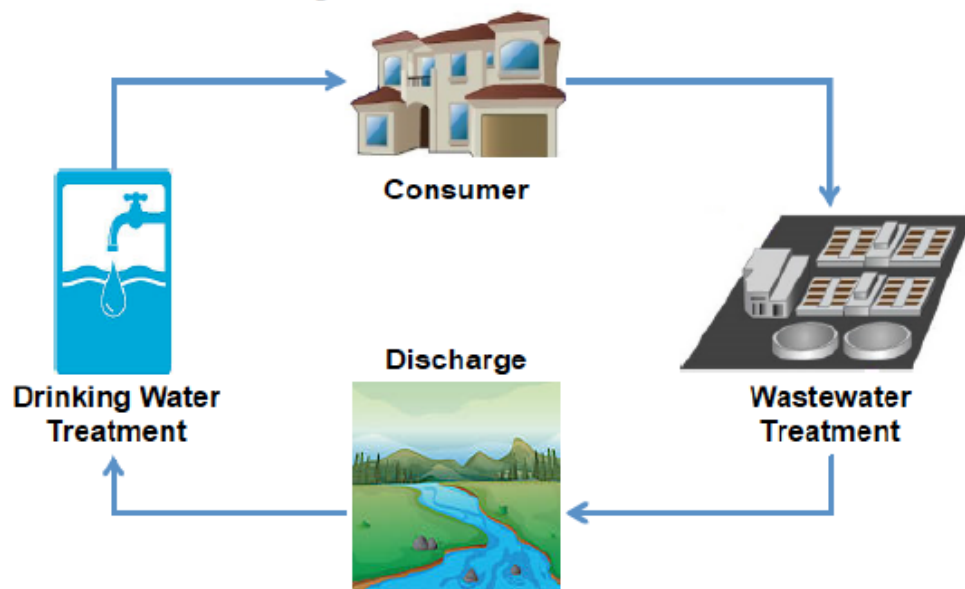 Consumer
Discharge
Drinking Water
Treatment
Wastewater
Treatment